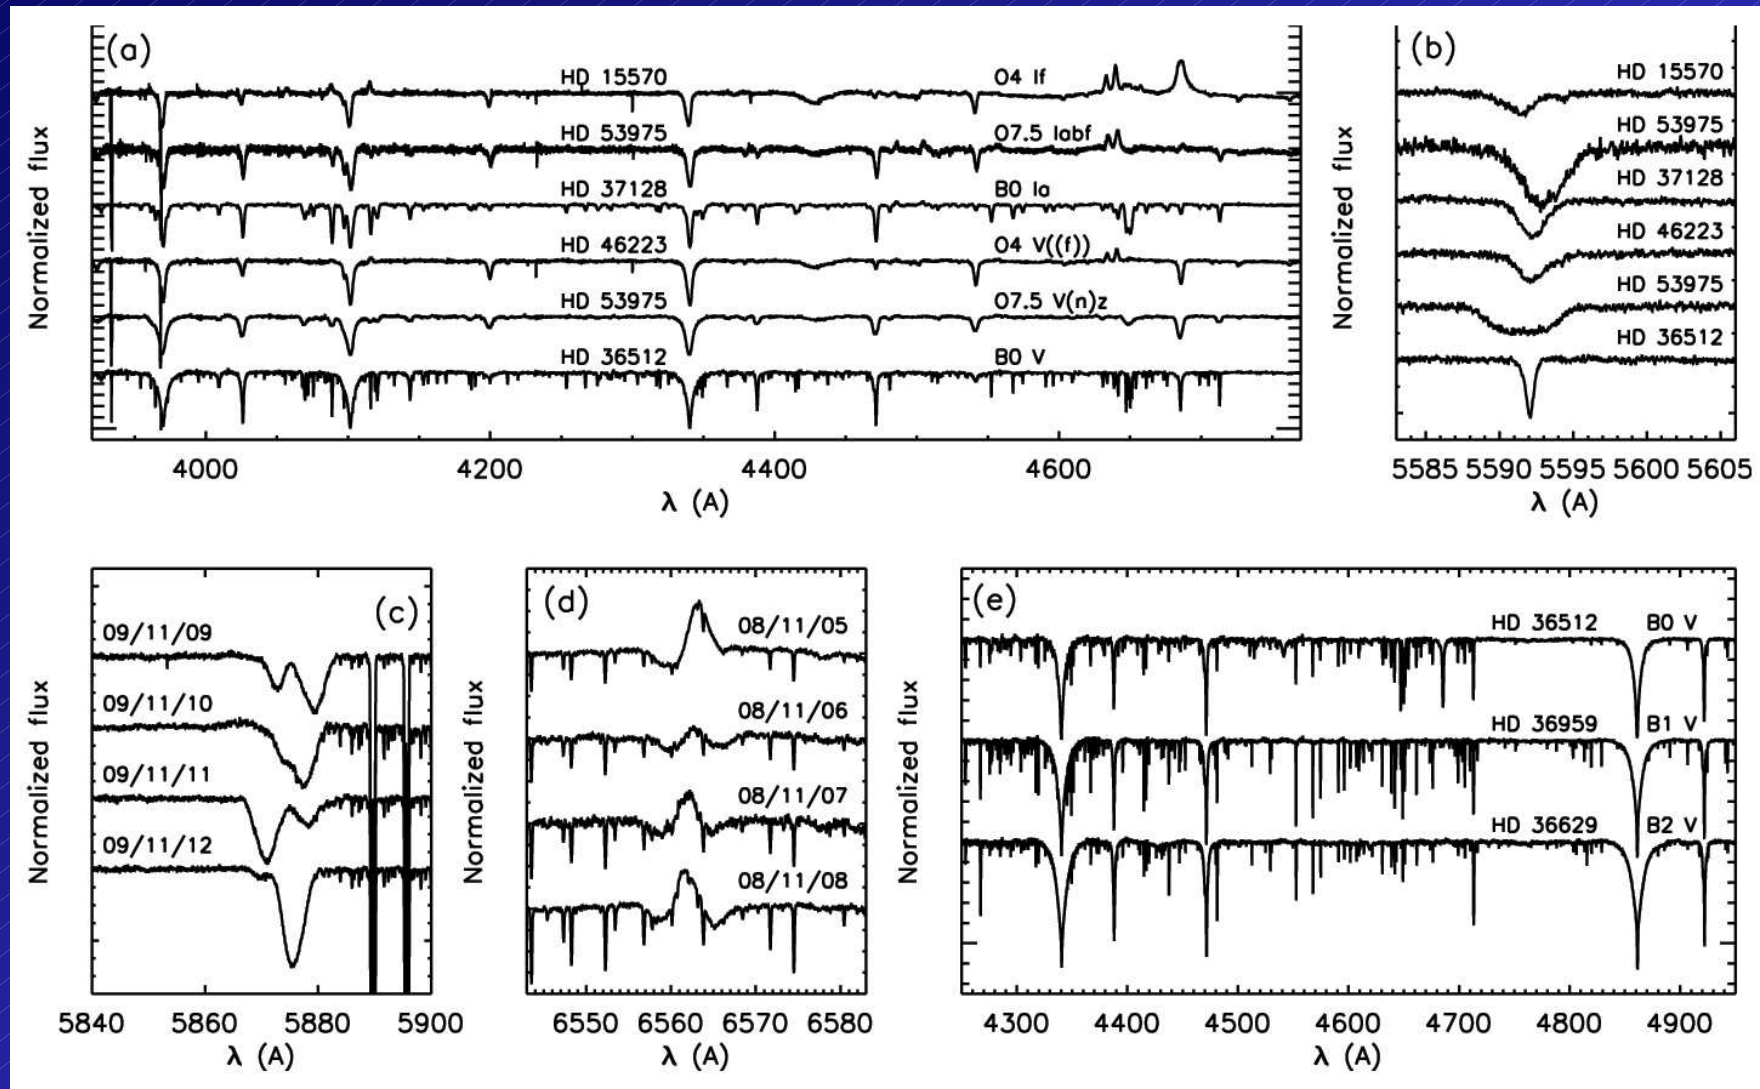 (a)
HD 15570 O4 If
HD 53975 O7.5 Iabf
HD 37128 B0 Ia
HD 46223 O4 V((f))
HD 53975 O7.5 V(n)z
HD 36512 B0 V
Normalized flux
4000 4200 4400 4600
λ (A)
(b)
HD 15570
HD 53975
HD 37128
HD 46223
HD 53975
HD 36512
Normalized flux
5585 5590 5595 5600 5605
λ (A)
(c)
09/11/09
09/11/10
09/11/11
09/11/12
Normalized flux
5840 5860 5880 5900
λ (A)
(d)
08/11/05
08/11/06
08/11/07
08/11/08
Normalized flux
6550 6560 6570 6580
λ (A)
(e)
HD 36512 B0 V
HD 36959 B1 V
HD 36629 B2 V
Normalized flux
4300 4400 4500 4600 4700 4800 4900
λ (A)